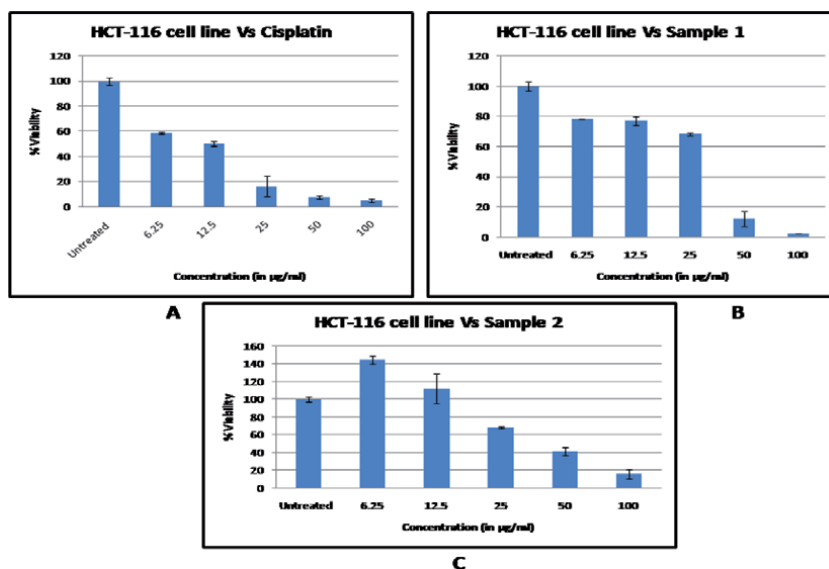 HCT-116 cell line Vs Cisplatin
120
100
80
60
40
20
0
% Viability
Untreated 6.25 12.5 25 50 100
Concentration (in µg/ml)
A
HCT-116 cell line Vs Sample 1
120
100
80
60
40
20
0
% Viability
Untreated 6.25 12.5 25 50 100
Concentration (in µg/ml)
B
HCT-116 cell line Vs Sample 2
160
140
120
100
80
60
40
20
0
% Viability
Untreated 6.25 12.5 25 50 100
Concentration (in µg/ml)
C